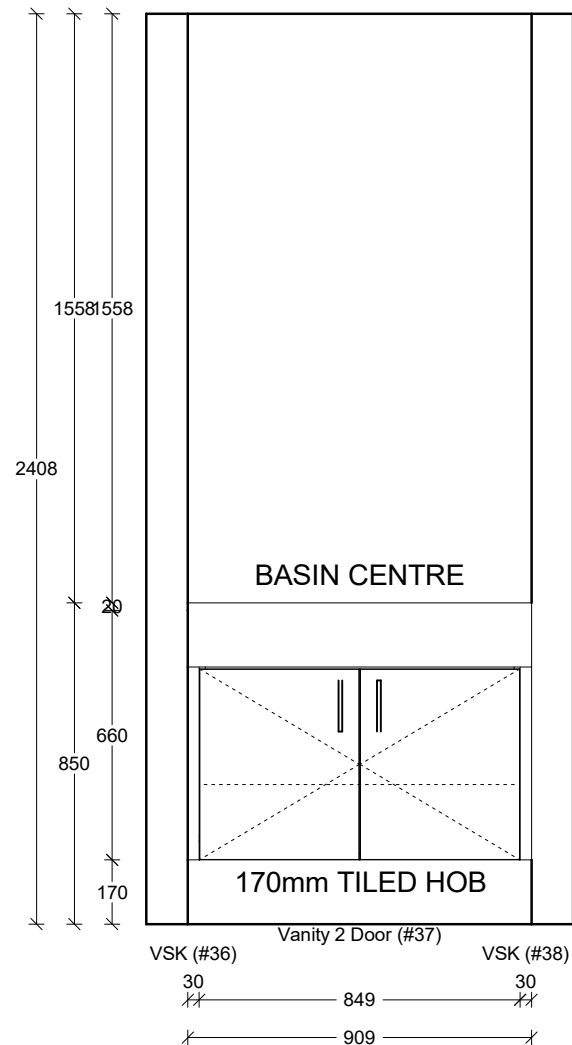 1558
1558
2408
BASIN CENTRE
20
660
850
170
170mm TILED HOB
Vanity 2 Door (#37)
VSK (#36)
VSK (#38)
30
849
30
909